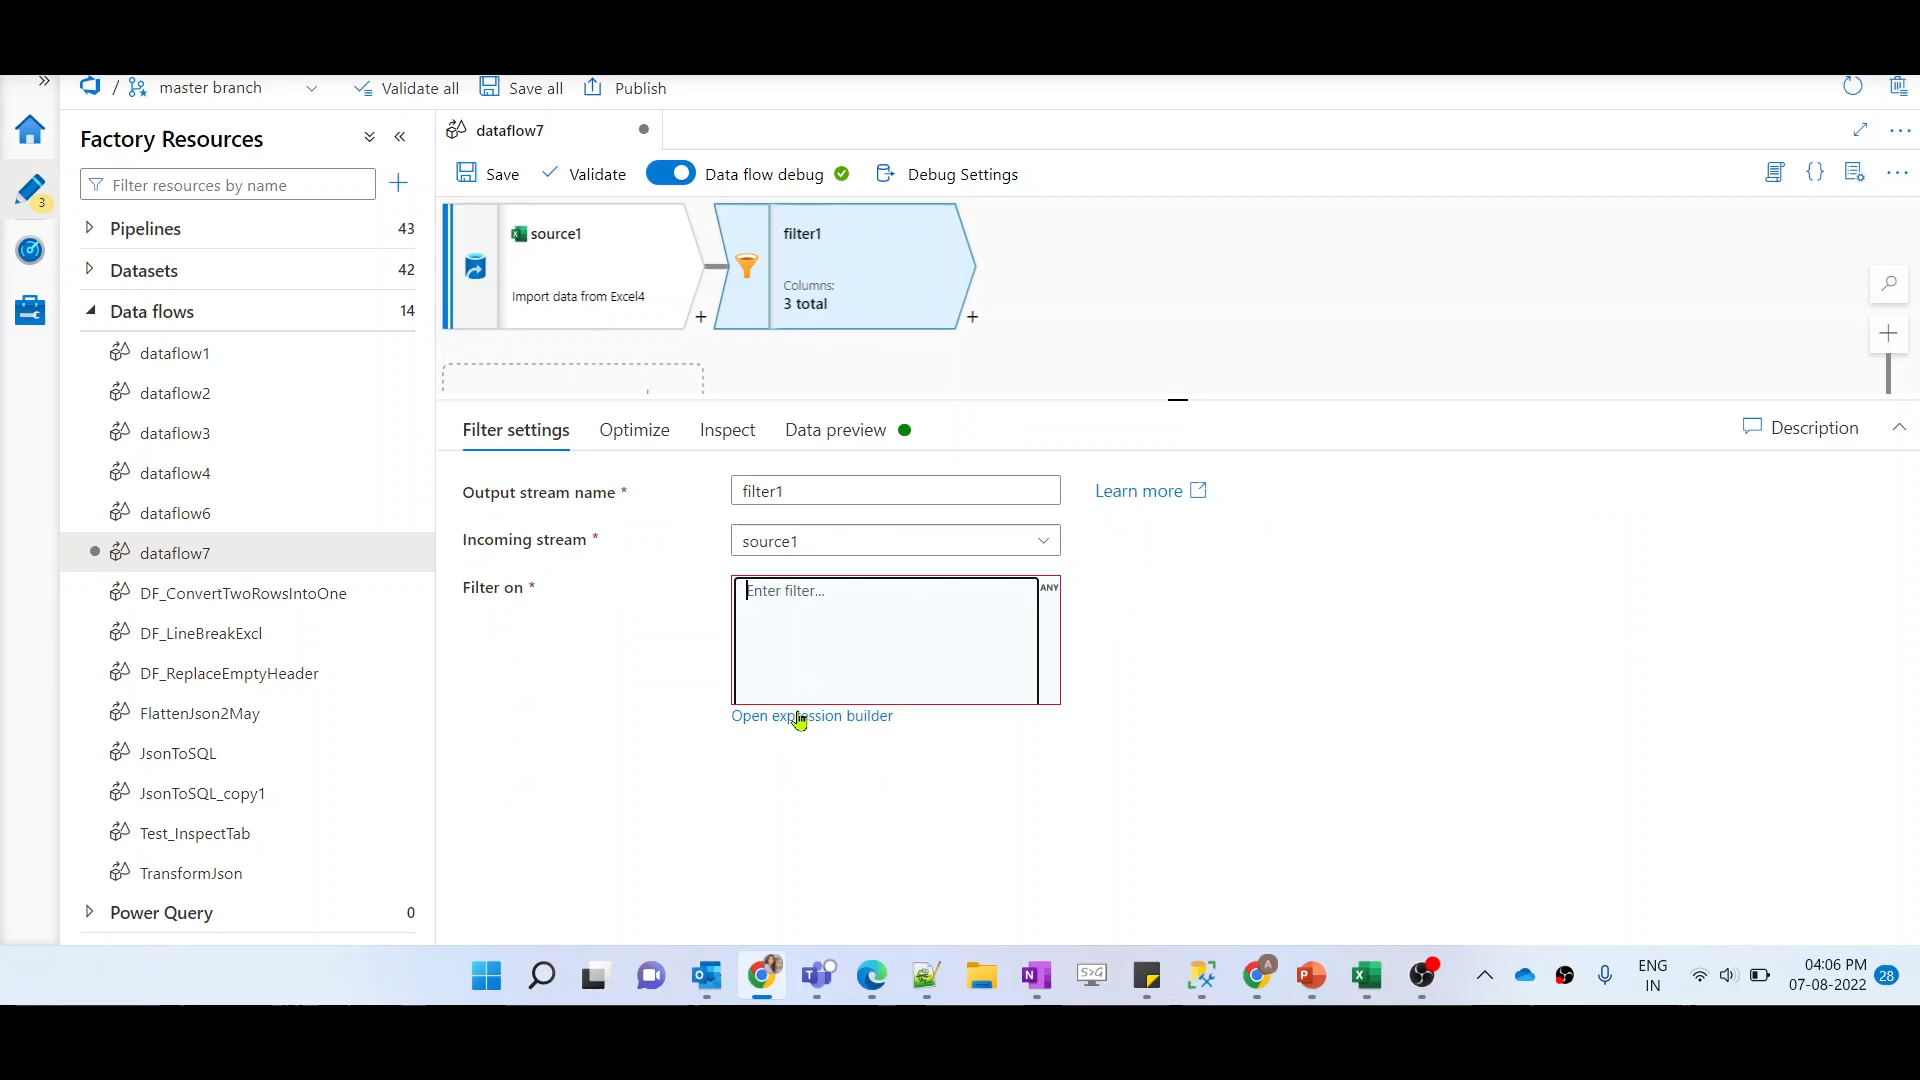 / master branch Validate all Save all Publish
Factory Resources
Filter resources by name
3
Pipelines 43
Datasets 42
Data flows 14
dataflow1
dataflow2
dataflow3
dataflow4
dataflow6
dataflow7
DF_ConvertTwoRowsIntoOne
DF_LineBreakExcl
DF_ReplaceEmptyHeader
FlattenJson2May
JsonToSQL
JsonToSQL_copy1
Test_InspectTab
TransformJson
Power Query 0
dataflow7
Save Validate Data flow debug Debug Settings
source1
Import data from Excel4
filter1
Columns:
3 total
Filter settings Optimize Inspect Data preview Description
Output stream name * filter1 Learn more
Incoming stream * source1
Filter on * Enter filter... ANY
Open expression builder
ENG
IN
04:06 PM
07-08-2022
28